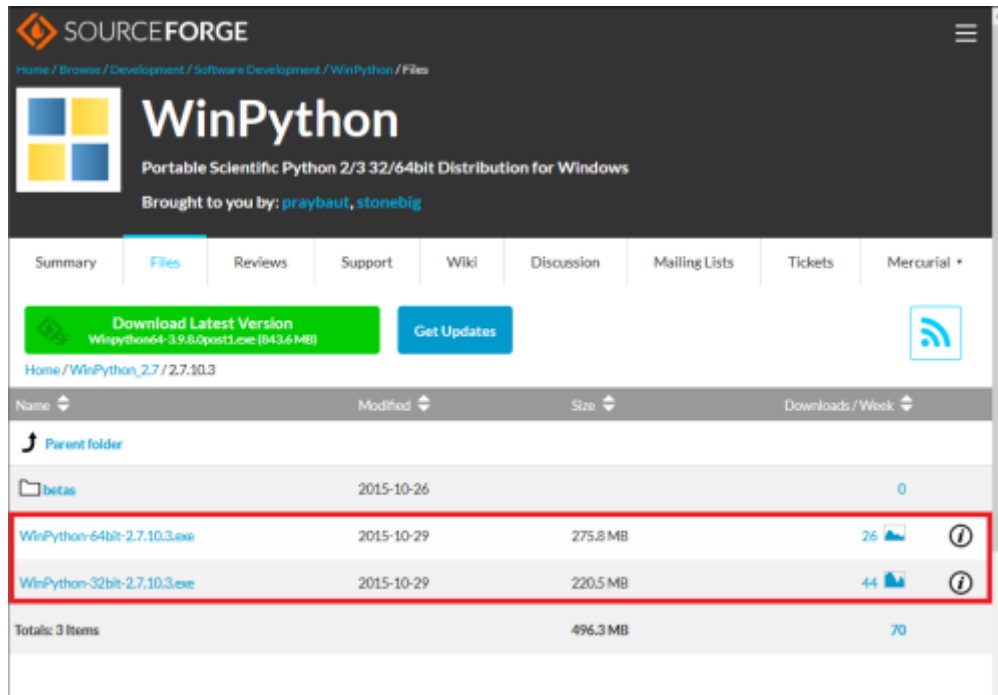 SOURCEFORGE
Home / Browse / Development / Software Development / WinPython / Files
WinPython
Portable Scientific Python 2/3 32/64bit Distribution for Windows
Brought to you by: praybaut, stonebig
Summary Files Reviews Support Wiki Discussion Mailing Lists Tickets Mercurial
Download Latest Version
Winpython64-3.9.8.0post1.exe (843.6 MB)
Get Updates
Home / WinPython_2.7 / 2.7.10.3
Name Modified Size Downloads / Week
Parent folder
betas 2015-10-26 0
WinPython-64bit-2.7.10.3.exe 2015-10-29 275.8 MB 26 i
WinPython-32bit-2.7.10.3.exe 2015-10-29 220.5 MB 44 i
Totals: 3 Items 496.3 MB 70